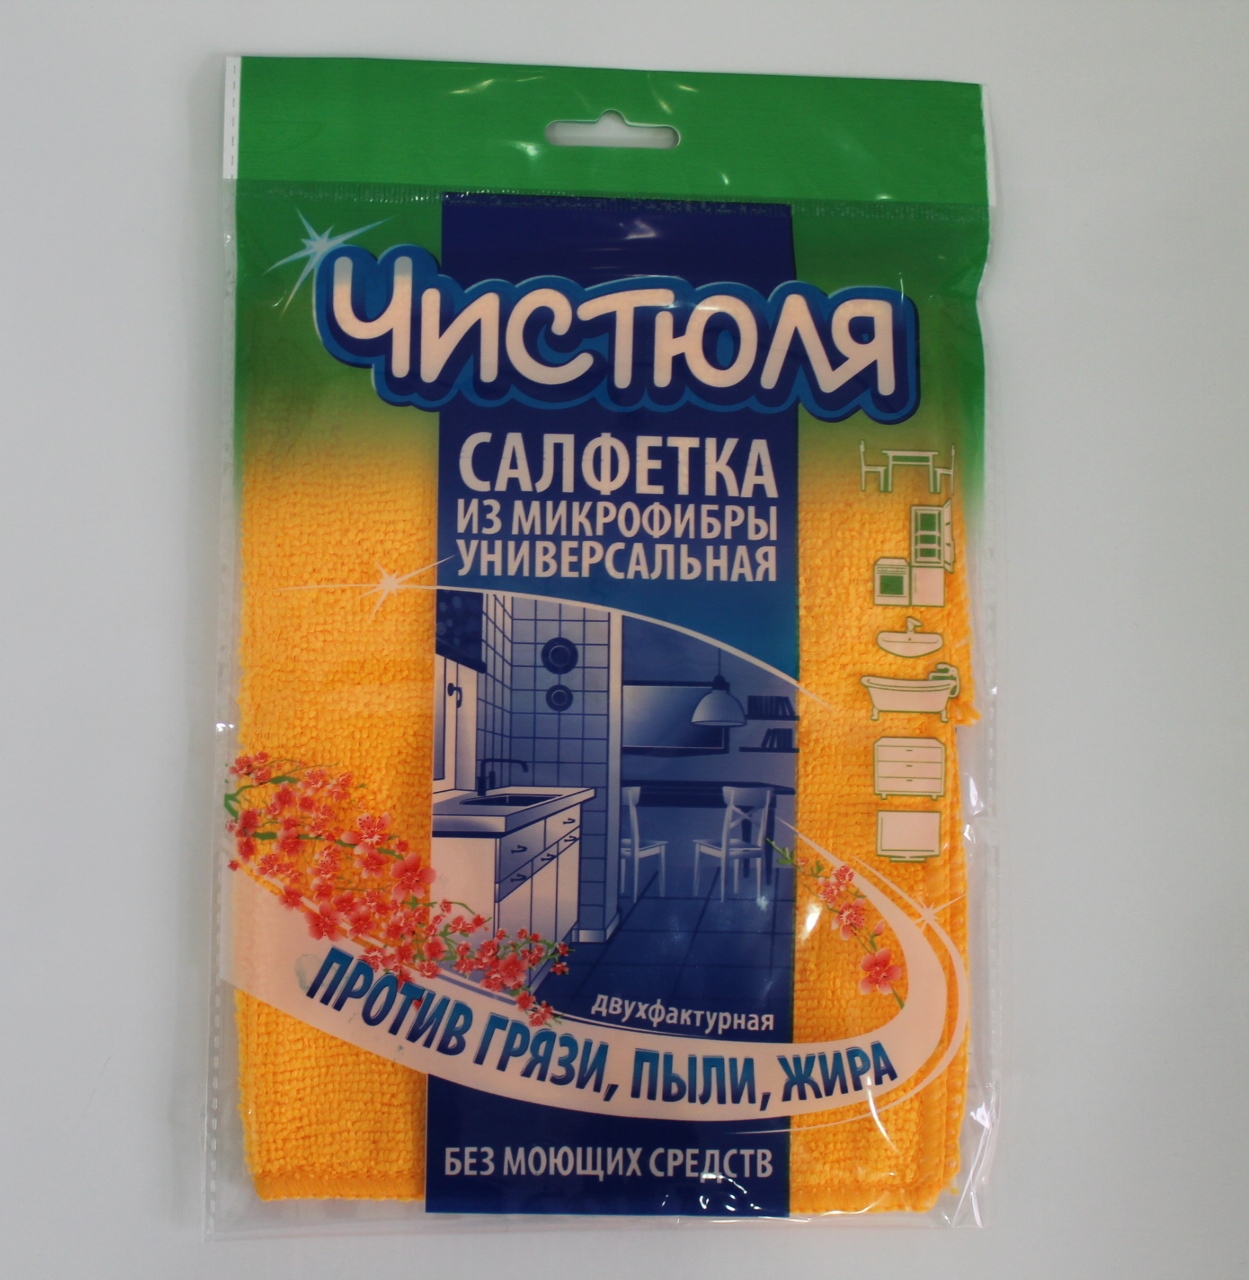 ЧИСТЮЛЯ
САЛФЕТКА
ИЗ МИКРОФИБРЫ
УНИВЕРСАЛЬНАЯ
двухфактурная
ПРОТИВ ГРЯЗИ, ПЫЛИ, ЖИРА
БЕЗ МОЮЩИХ СРЕДСТВ